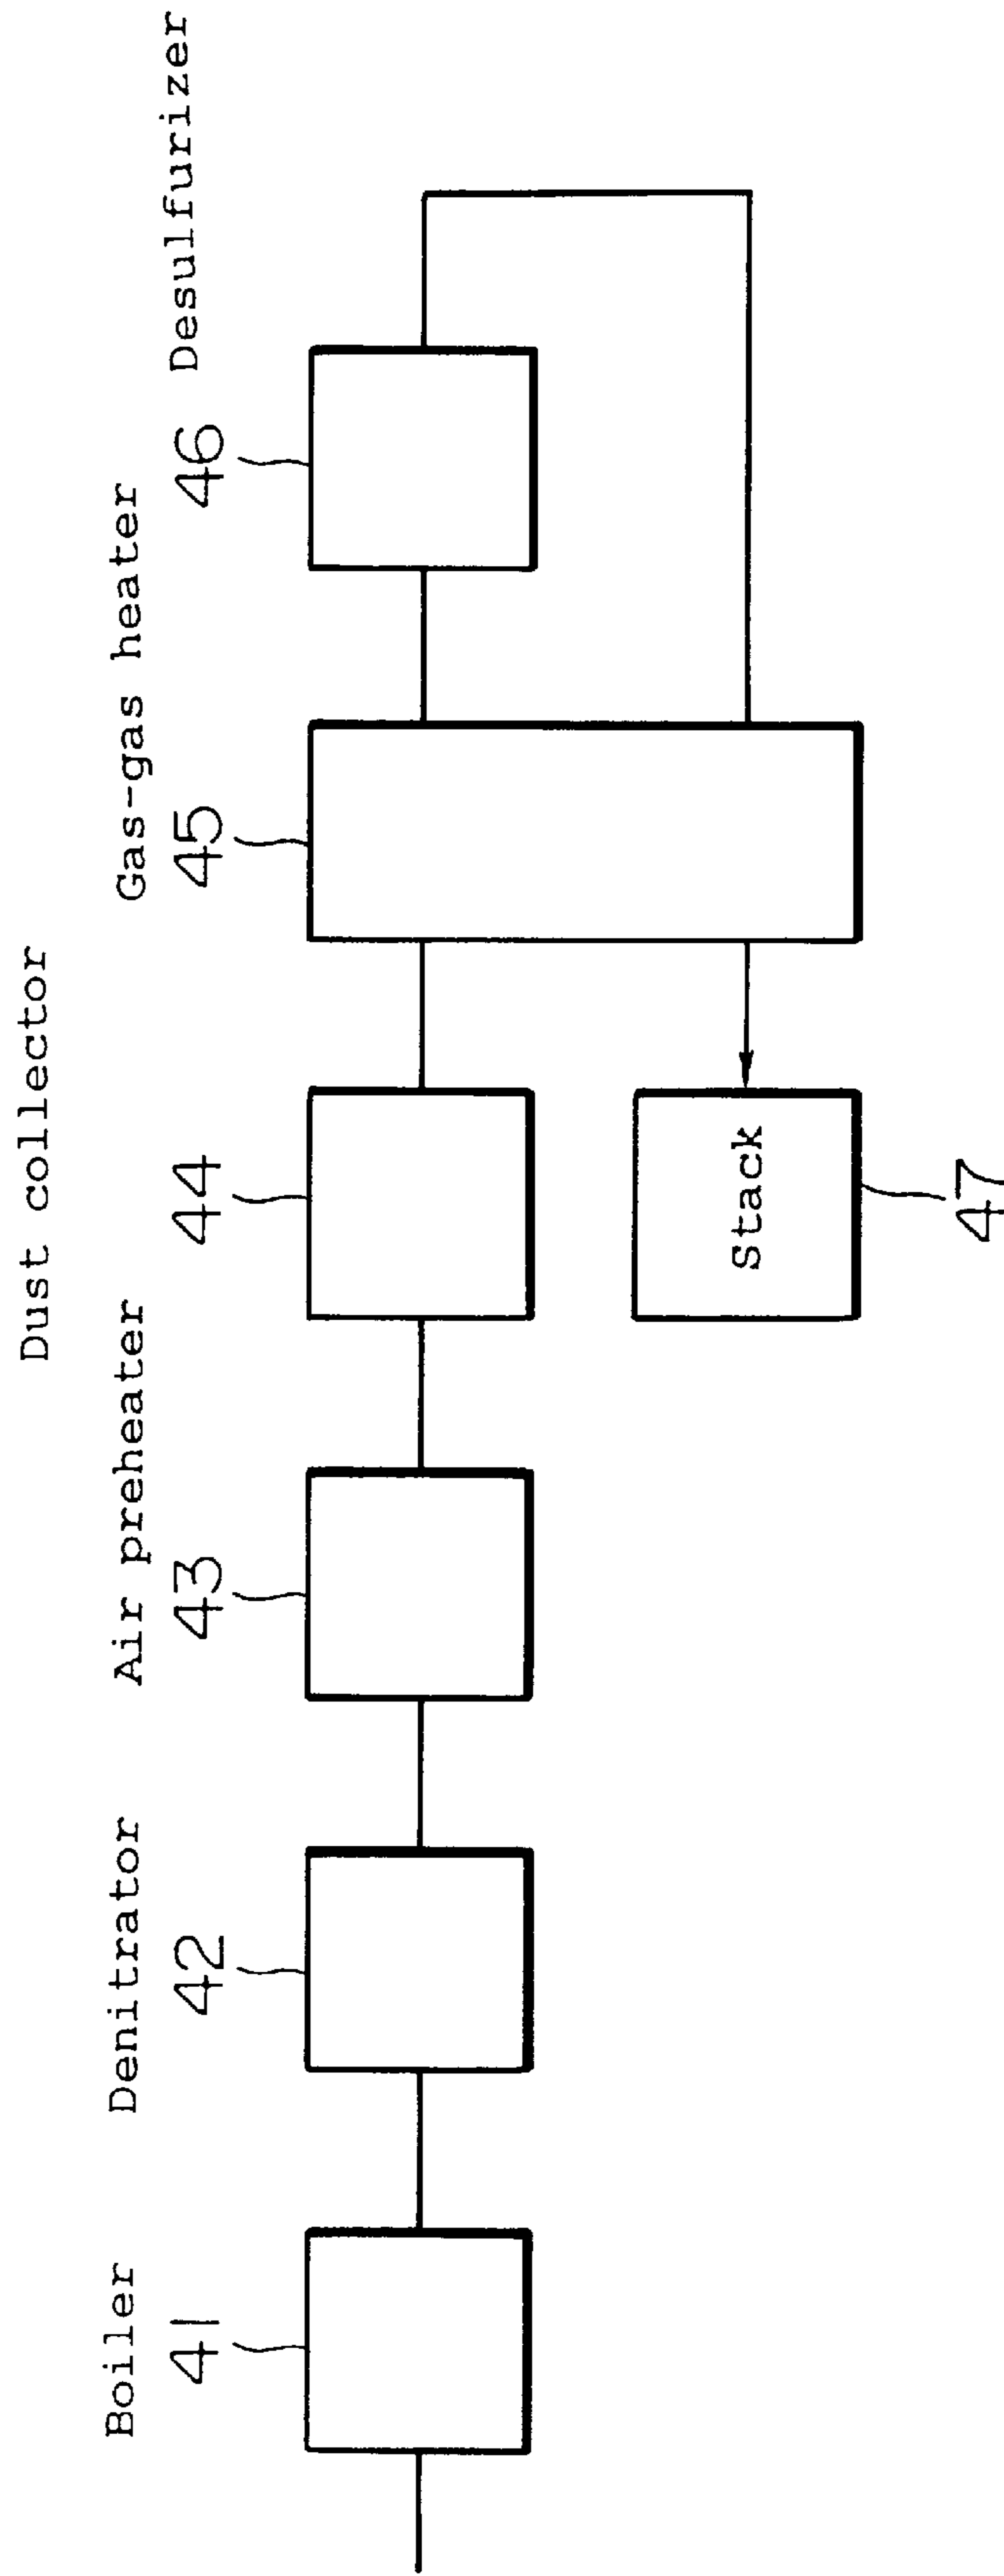 Boiler
41
Denitrator
42
Air preheater
43
Dust collector
44
Gas-gas heater
45
Desulfurizer
46
Stack
47